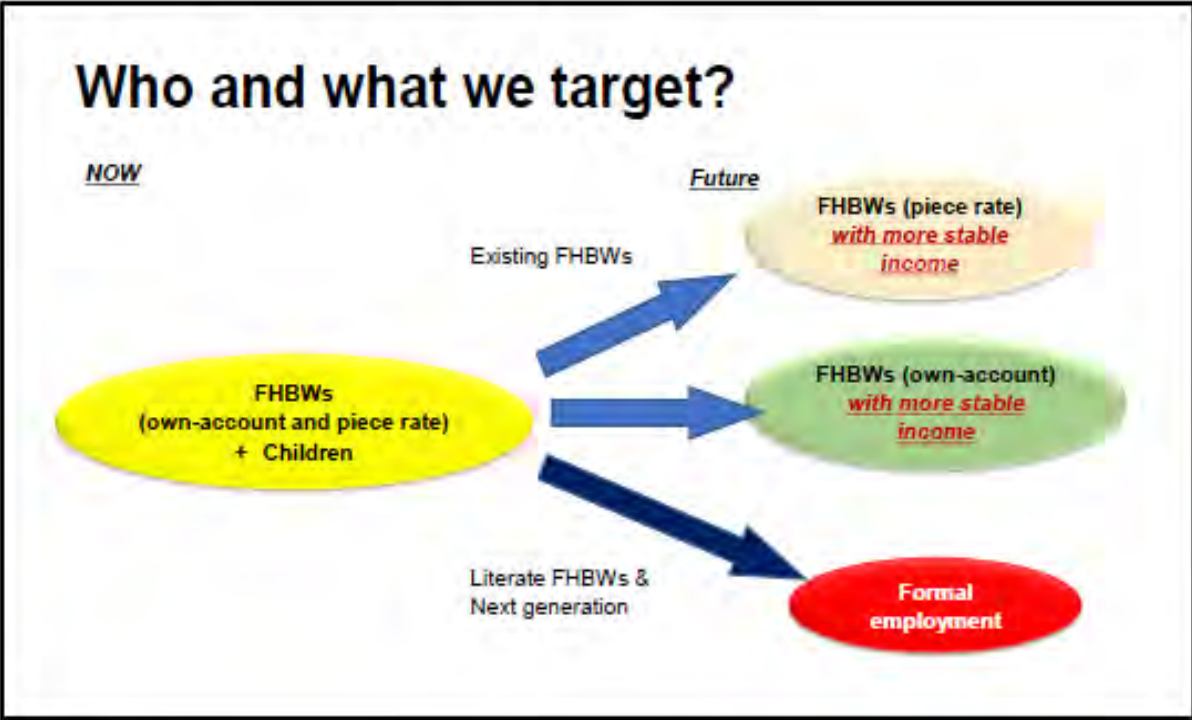 Who and what we target?
NOW
Future
FHBWs (piece rate)
with more stable
income
Existing FHBWs
FHBWs
(own-account and piece rate)
+ Children
FHBWs (own-account)
with more stable
income
Literate FHBWs &
Next generation
Formal
employment